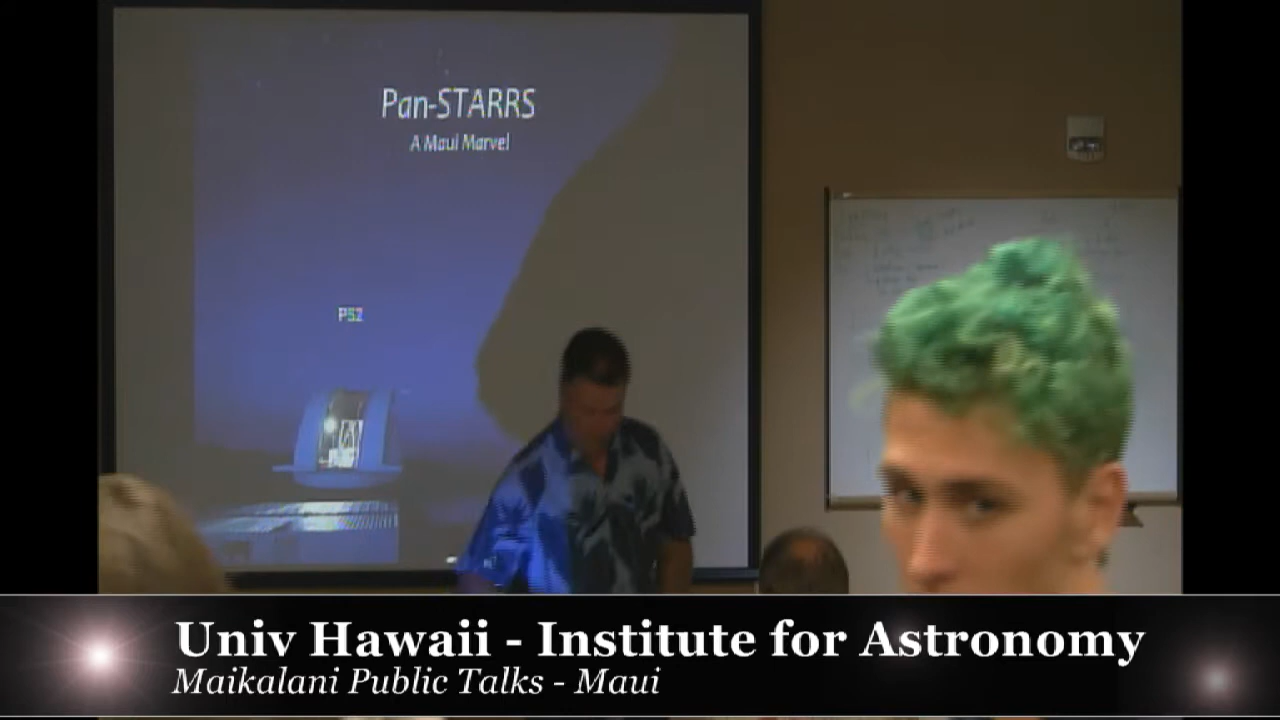 Pan-STARRS
A Maui Marvel
PS2
Univ Hawaii - Institute for Astronomy
Maikalani Public Talks - Maui